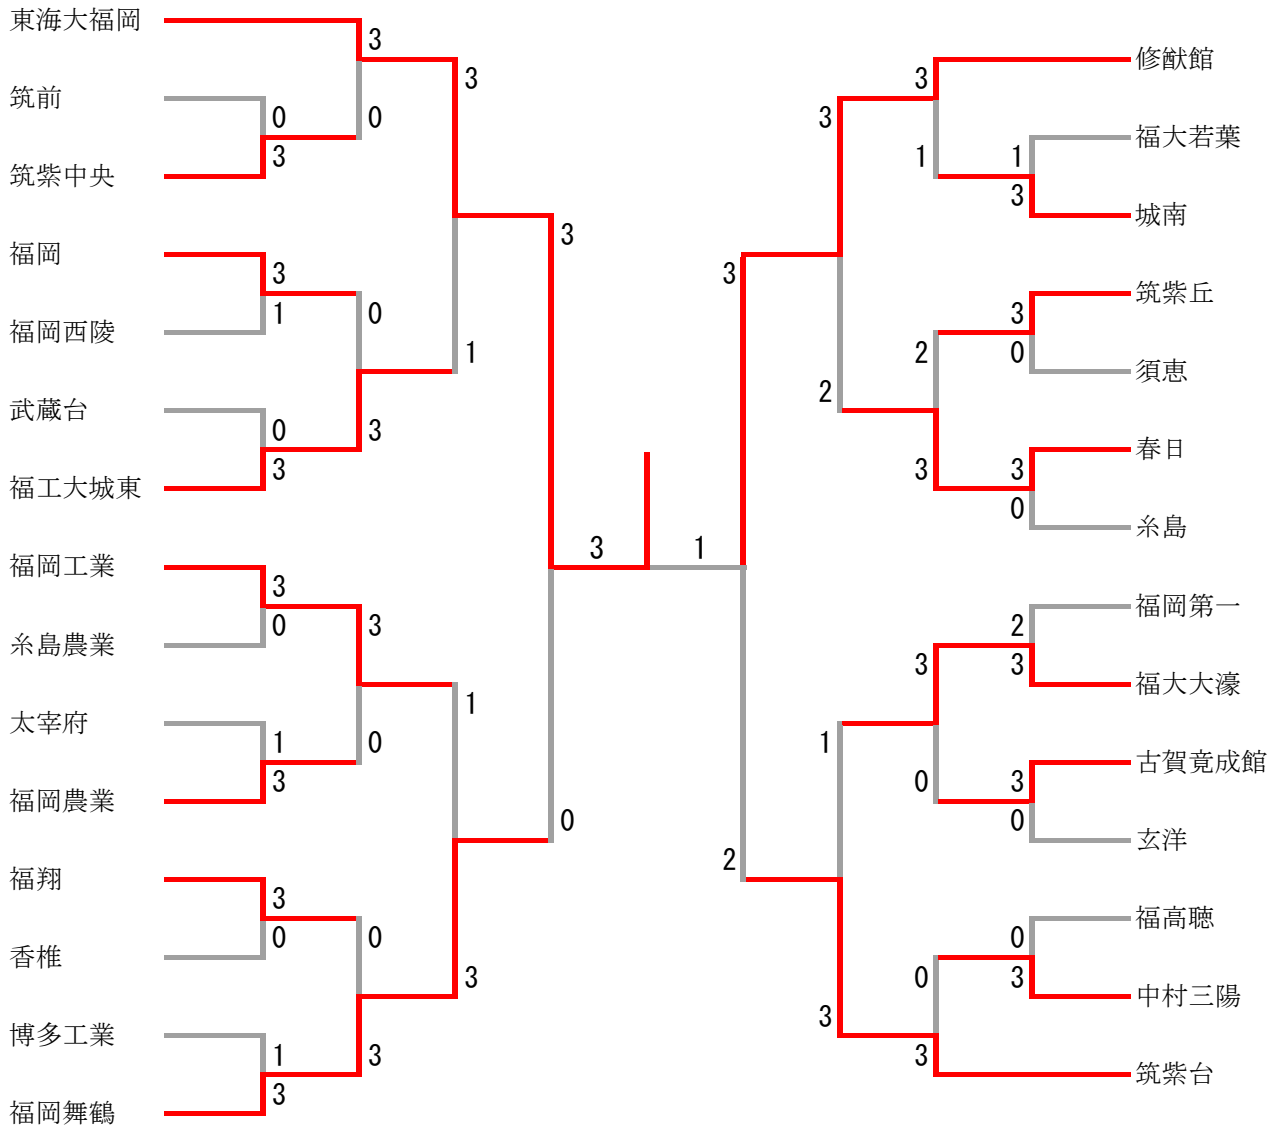 東海大福岡
筑前
筑紫中央
福岡
福岡西陵
武蔵台
福工大城東
福岡工業
糸島農業
太宰府
福岡農業
福翔
香椎
博多工業
福岡舞鶴
0
3
3
1
0
3
3
0
1
3
3
0
1
3
3
0
0
3
3
0
0
3
3
1
1
3
3
0
3
1
3
2
3
2
1
3
3
1
2
3
3
0
0
3
1
3
3
0
3
0
2
3
3
0
0
3
修猷館
福大若葉
城南
筑紫丘
須恵
春日
糸島
福岡第一
福大大濠
古賀竟成館
玄洋
福高聴
中村三陽
筑紫台